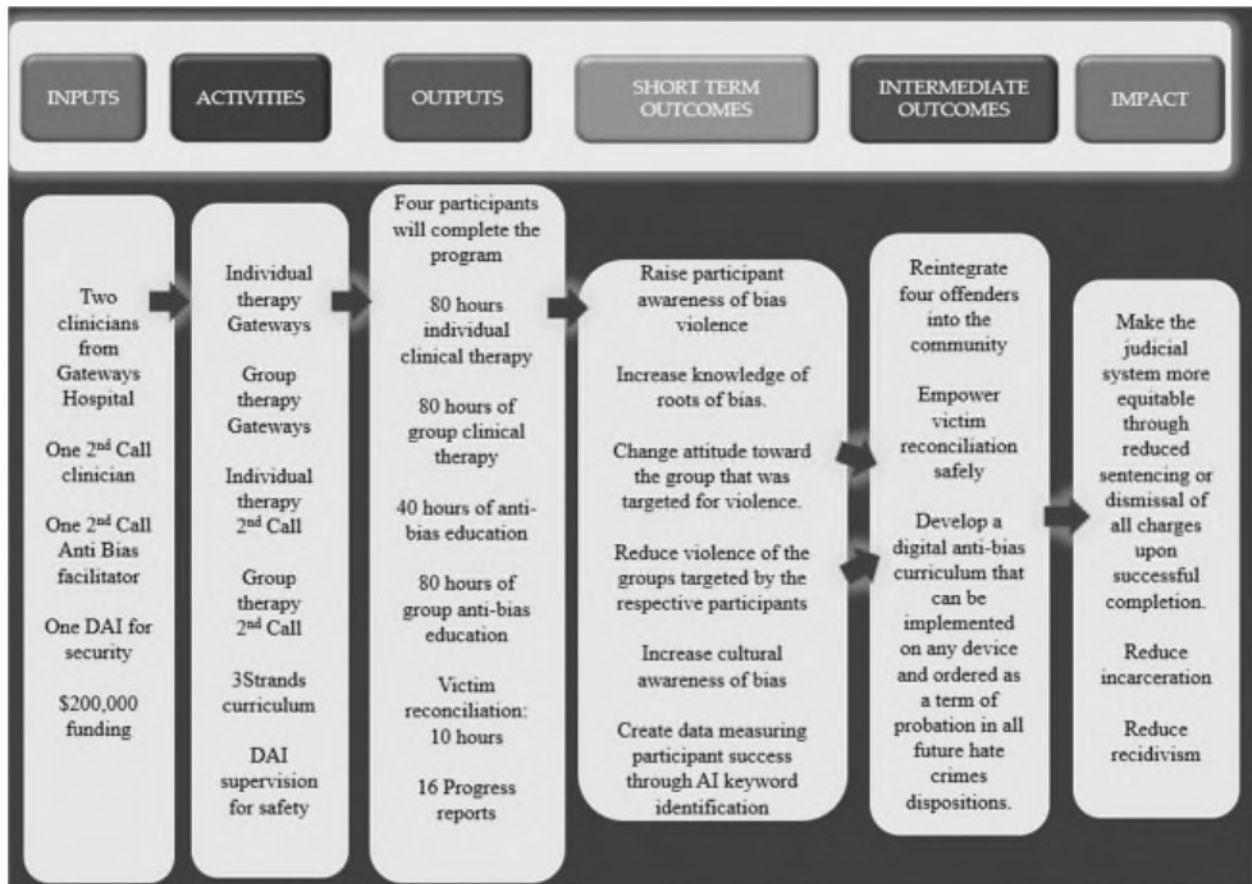 INPUTS
ACTIVITIES
OUTPUTS
SHORT TERM
OUTCOMES
INTERMEDIATE
OUTCOMES
IMPACT
Two
clinicians
from
Gateways
Hospital
One 2nd Call
clinician
One 2nd Call
Anti Bias
facilitator
One DAI for
security
$200,000
funding
Individual
therapy
Gateways
Group
therapy
Gateways
Individual
therapy
2nd Call
Group
therapy
2nd Call
3Strands
curriculum
DAI
supervision
for safety
Four participants
will complete the
program
80 hours
individual
clinical therapy
80 hours of
group clinical
therapy
40 hours of anti-
bias education
80 hours of
group anti-bias
education
Victim
reconciliation:
10 hours
16 Progress
reports
Raise participant
awareness of bias
violence
Increase knowledge of
roots of bias.
Change attitude toward
the group that was
targeted for violence.
Reduce violence of the
groups targeted by the
respective participants
Increase cultural
awareness of bias
Create data measuring
participant success
through AI keyword
identification
Reintegrate
four offenders
into the
community
Empower
victim
reconciliation
safely
Develop a
digital anti-bias
curriculum that
can be
implemented
on any device
and ordered as
a term of
probation in all
future hate
crimes
dispositions.
Make the
judicial
system more
equitable
through
reduced
sentencing or
dismissal of
all charges
upon
successful
completion.
Reduce
incarceration
Reduce
recidivism